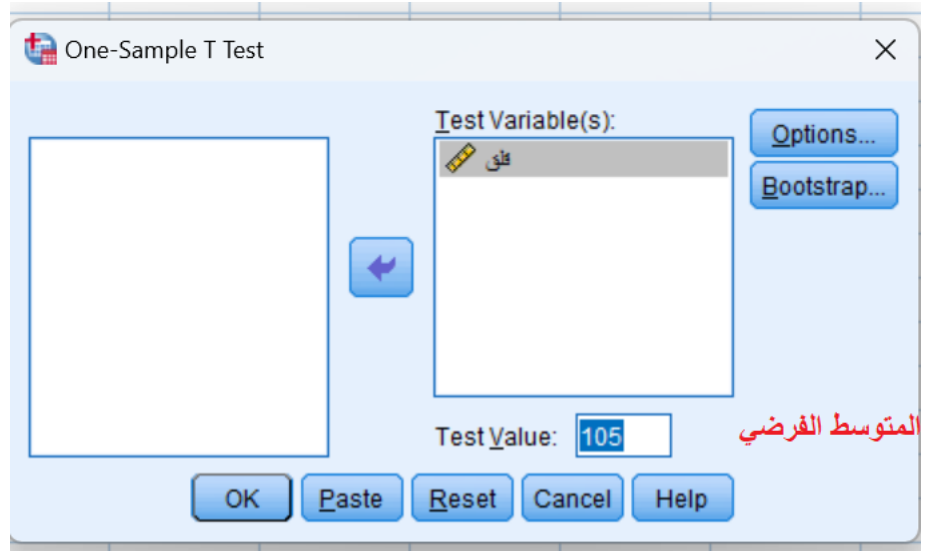 One-Sample T Test
Test Variable(s):
قلق
Options...
Bootstrap...
Test Value: 105
المتوسط الفرضي
OK Paste Reset Cancel Help